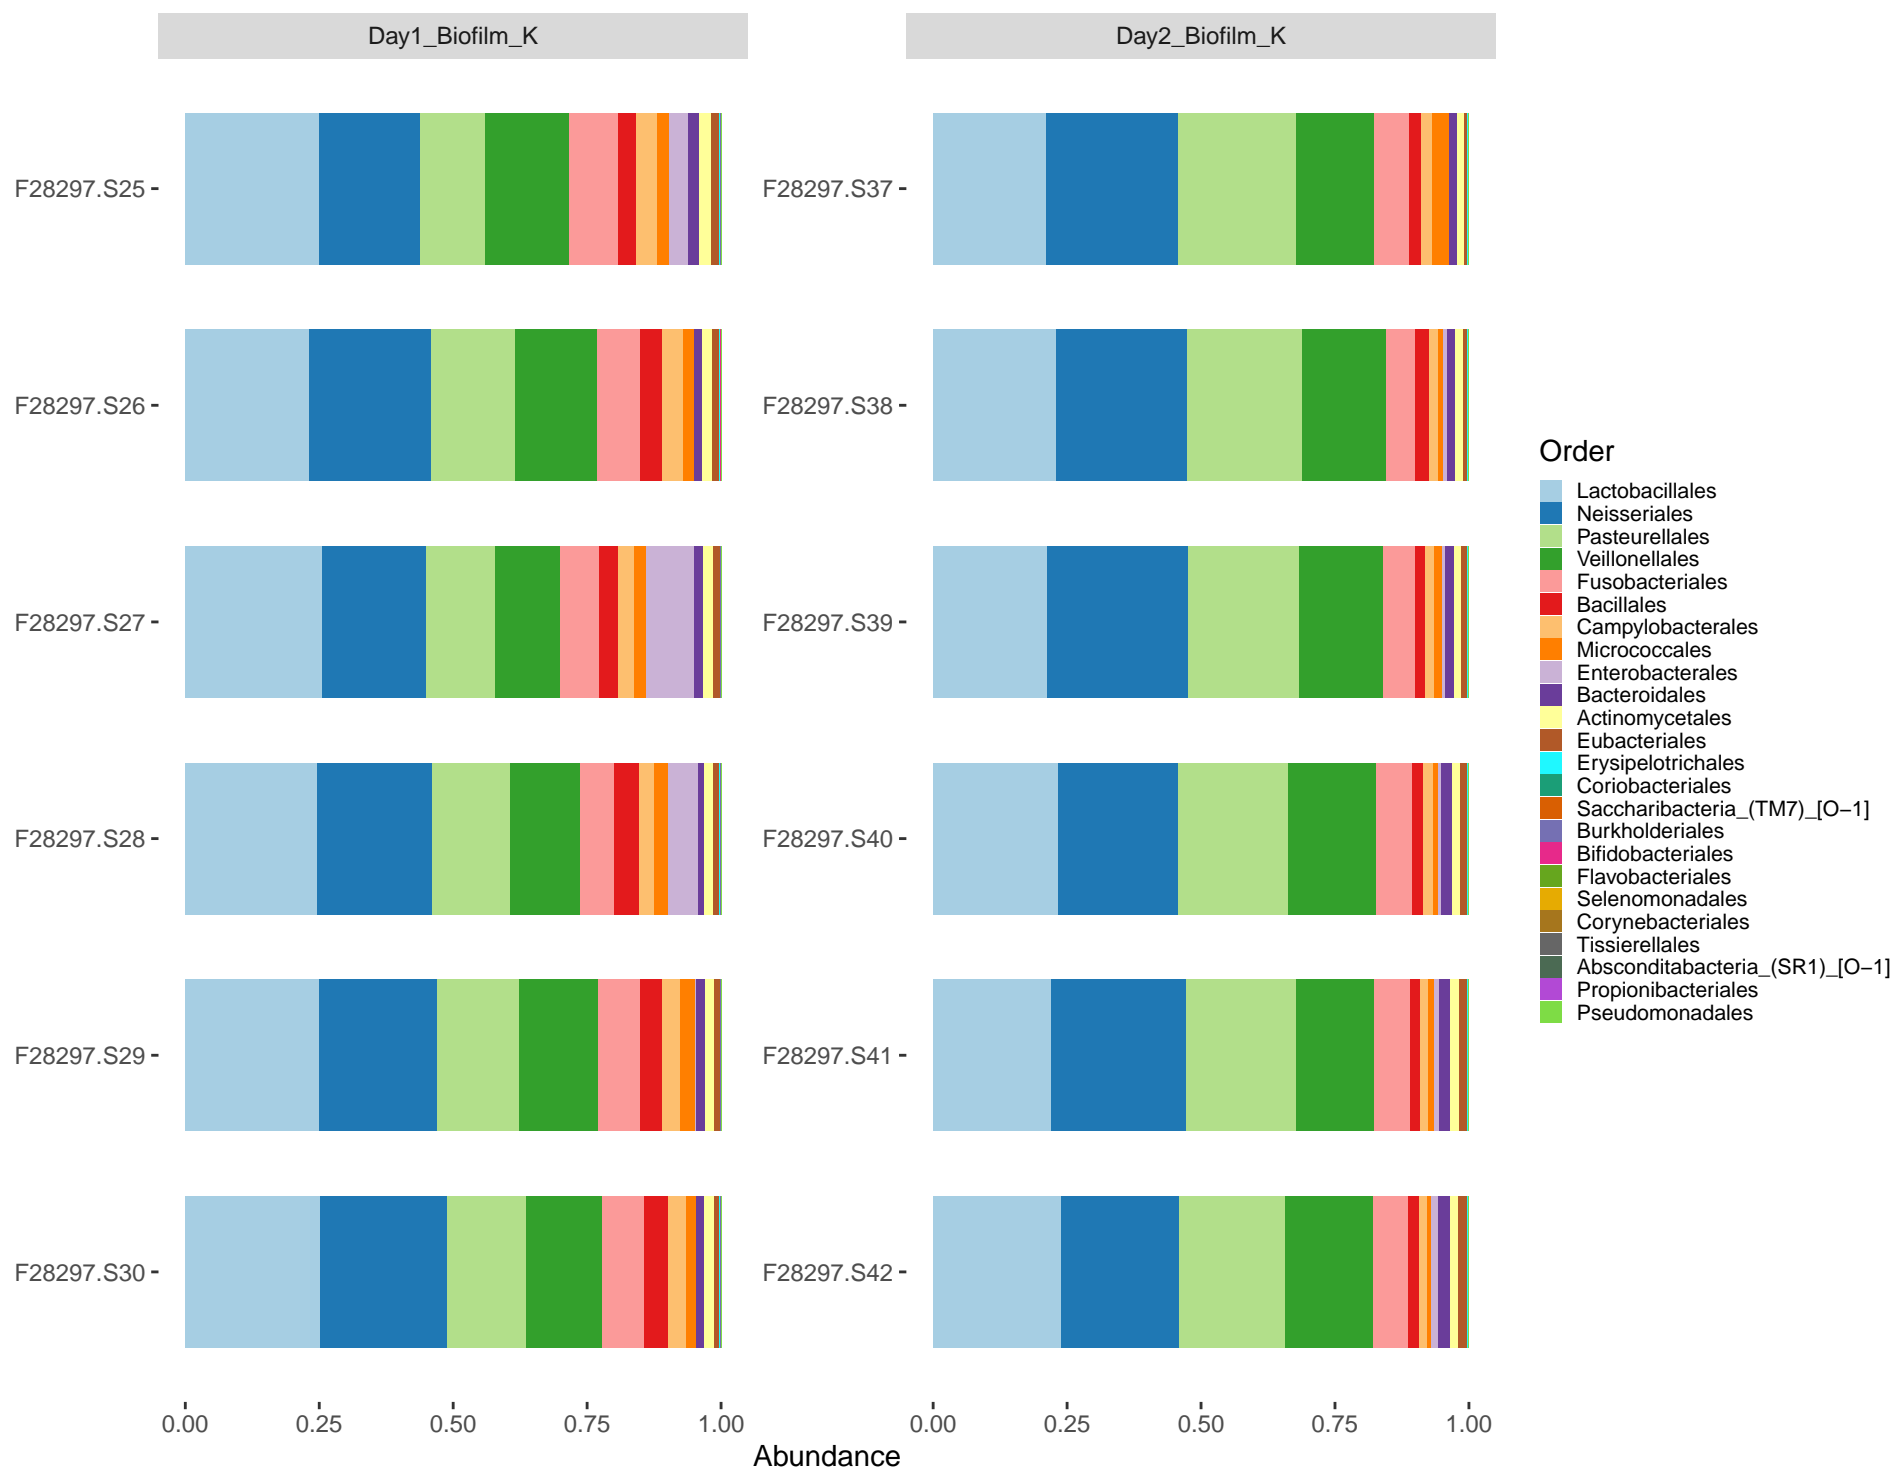 Day1_Biofilm_K
Day2_Biofilm_K
F28297.S25
F28297.S26
F28297.S27
F28297.S28
F28297.S29
F28297.S30
F28297.S37
F28297.S38
F28297.S39
F28297.S40
F28297.S41
F28297.S42
0.00 0.25 0.50 0.75 1.00
0.00 0.25 0.50 0.75 1.00
Abundance
Order
Lactobacillales
Neisseriales
Pasteurellales
Veillonellales
Fusobacteriales
Bacillales
Campylobacterales
Micrococcales
Enterobacterales
Bacteroidales
Actinomycetales
Eubacteriales
Erysipelotrichales
Coriobacteriales
Saccharibacteria_(TM7)_[O−1]
Burkholderiales
Bifidobacteriales
Flavobacteriales
Selenomonadales
Corynebacteriales
Tissierellales
Absconditabacteria_(SR1)_[O−1]
Propionibacteriales
Pseudomonadales